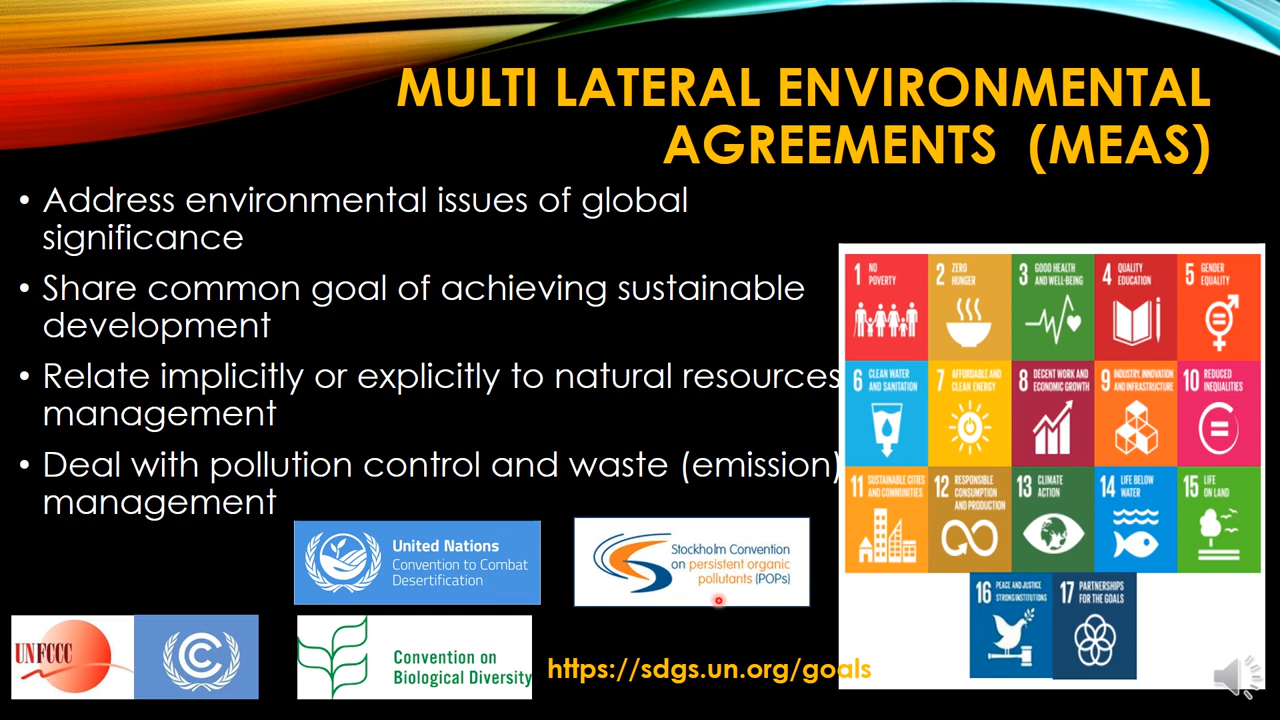 MULTI LATERAL ENVIRONMENTAL
AGREEMENTS (MEAS)
• Address environmental issues of global
significance
• Share common goal of achieving sustainable
development
• Relate implicitly or explicitly to natural resources
management
• Deal with pollution control and waste (emission)
management
1 NO
POVERTY
2 ZERO
HUNGER
3 GOOD HEALTH
AND WELL-BEING
4 QUALITY
EDUCATION
5 GENDER
EQUALITY
6 CLEAN WATER
AND SANITATION
7 AFFORDABLE AND
CLEAN ENERGY
8 DECENT WORK AND
ECONOMIC GROWTH
9 INDUSTRY, INNOVATION
AND INFRASTRUCTURE
10 REDUCED
INEQUALITIES
11 SUSTAINABLE CITIES
AND COMMUNITIES
12 RESPONSIBLE
CONSUMPTION
AND PRODUCTION
13 CLIMATE
ACTION
14 LIFE BELOW
WATER
15 LIFE
ON LAND
16 PEACE AND JUSTICE
STRONG INSTITUTIONS
17 PARTNERSHIPS
FOR THE GOALS
United Nations
Convention to Combat
Desertification
Stockholm Convention
on persistent organic
pollutants (POPs)
UNFCCC
Convention on
Biological Diversity
https://sdgs.un.org/goals